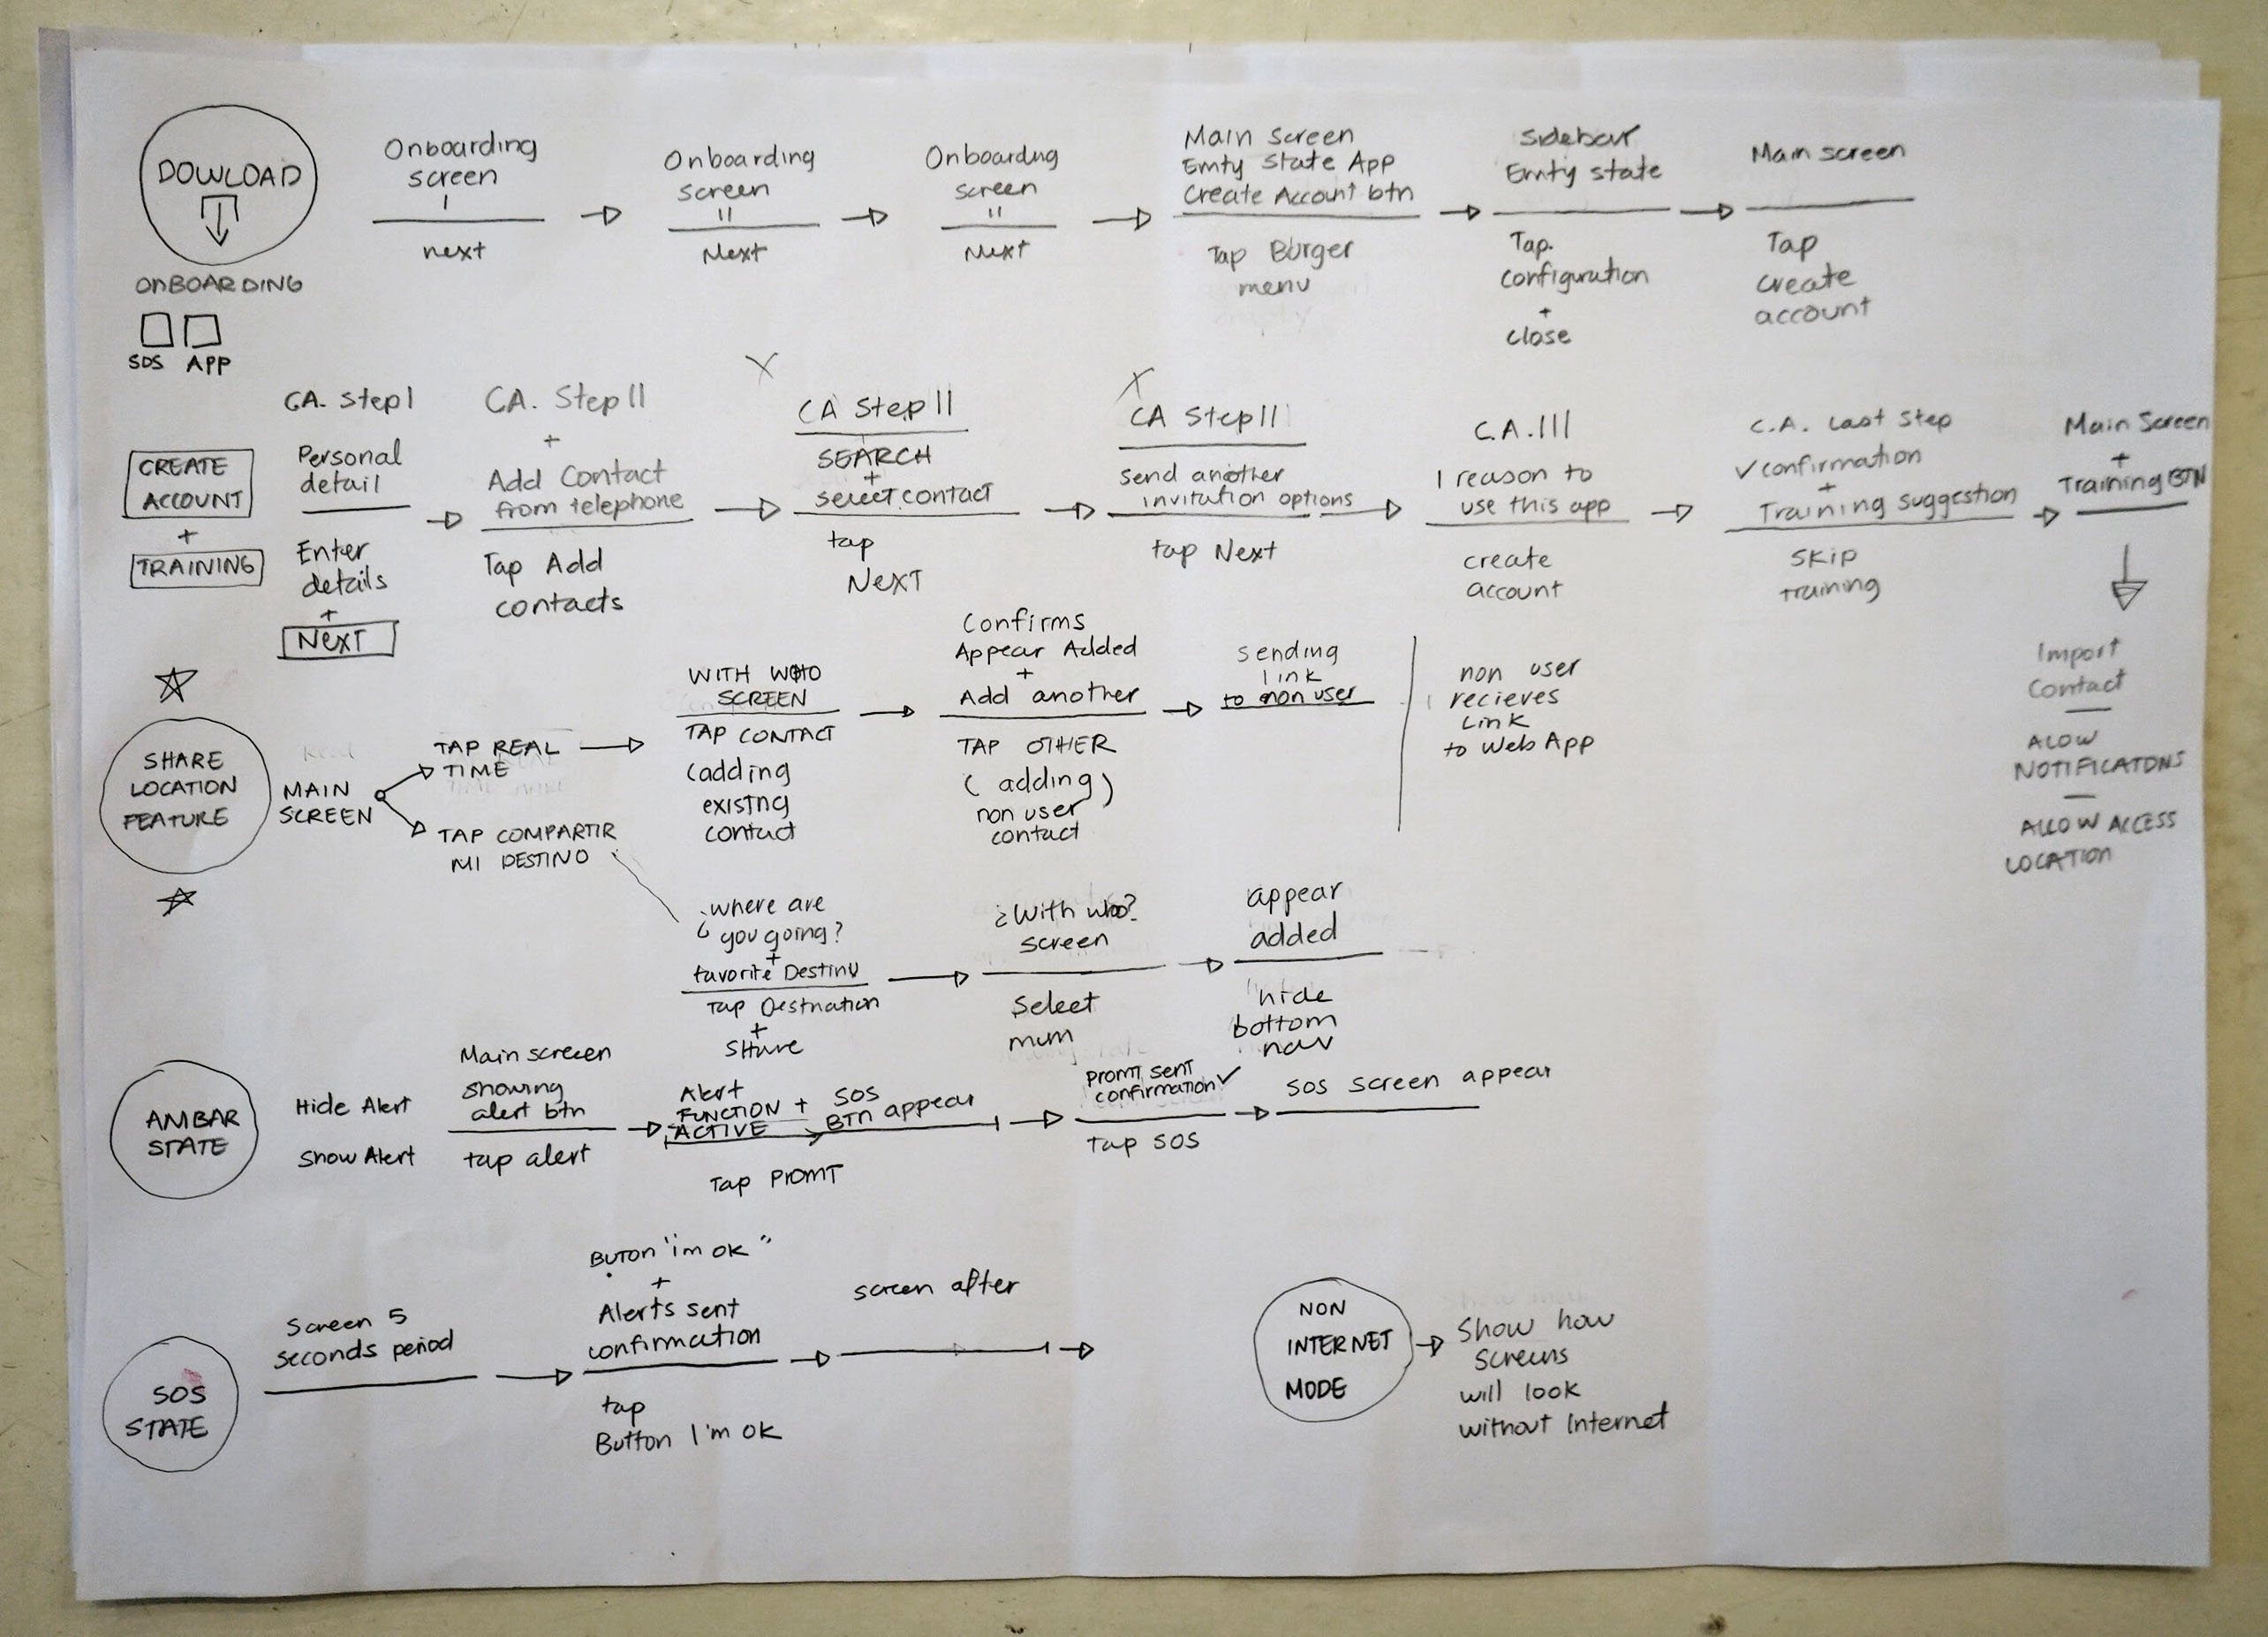 DOWLOAD
ONBOARDING
SOS APP
Onboarding
screen
I
next
Onboarding
screen
II
Next
Onboardng
screen
II
Next
Main screen
Emty state App
Create Account btn
Tap Burger
menu
Sidebar
Emty state
Tap.
configuration
+
close
Main screen
Tap
create
account
CREATE
ACCOUNT
+
TRAINING
CA. Step I
Personal
detail
Enter
details
+
NEXT
CA. Step II
+
Add Contact
from telephone
Tap Add
contacts
X
CA Step II
SEARCH
+
select contact
tap
NEXT
X
CA Step II
send another
invitation options
tap Next
C.A. III
1 reason to
use this app
create
account
C.A. Last Step
✓ confirmation
+
Training suggestion
SKIP
training
Main Screen
+
Training BTN
Import
Contact
—
ALOW
NOTIFICATONS
—
ALLOW ACCESS
LOCATION
SHARE
LOCATION
FEATURE
MAIN
SCREEN
TAP REAL
TIME
TAP COMPARTIR
MI DESTINO
WITH WHO
SCREEN
TAP CONTACT
(adding
existng
contact
Confirms
Appear Added
+
Add another
TAP OTHER
(adding)
non user
contact
sending
link
to non user
non user
recieves
Link
to Web App
¿where are
you going?
+
favorite Destiny
Tap Destnation
+
Share
¿With who?
screen
Select
mum
appear
added
hide
bottom
nav
AMBAR
STATE
Hide Alert
Show Alert
Main screen
showing
alert btn
tap alert
Alert
FUNCTION +
ACTIVE
SOS
BTN appear
Tap Promt
Promt sent
confirmation ✓
Tap SOS
SOS screen appear
SOS
STATE
Screen 5
seconds period
Buton "i'm ok"
+
Alerts sent
confirmation
tap
Button I'm ok
screen after
NON
INTERNET
MODE
Show how
screens
will look
without Internet